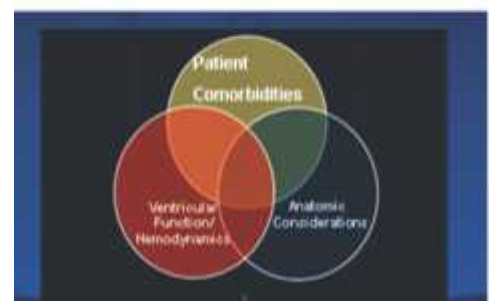 Patient
Comorbidities
Ventricular
Function/
Hemodynamics
Anatomic
Considerations